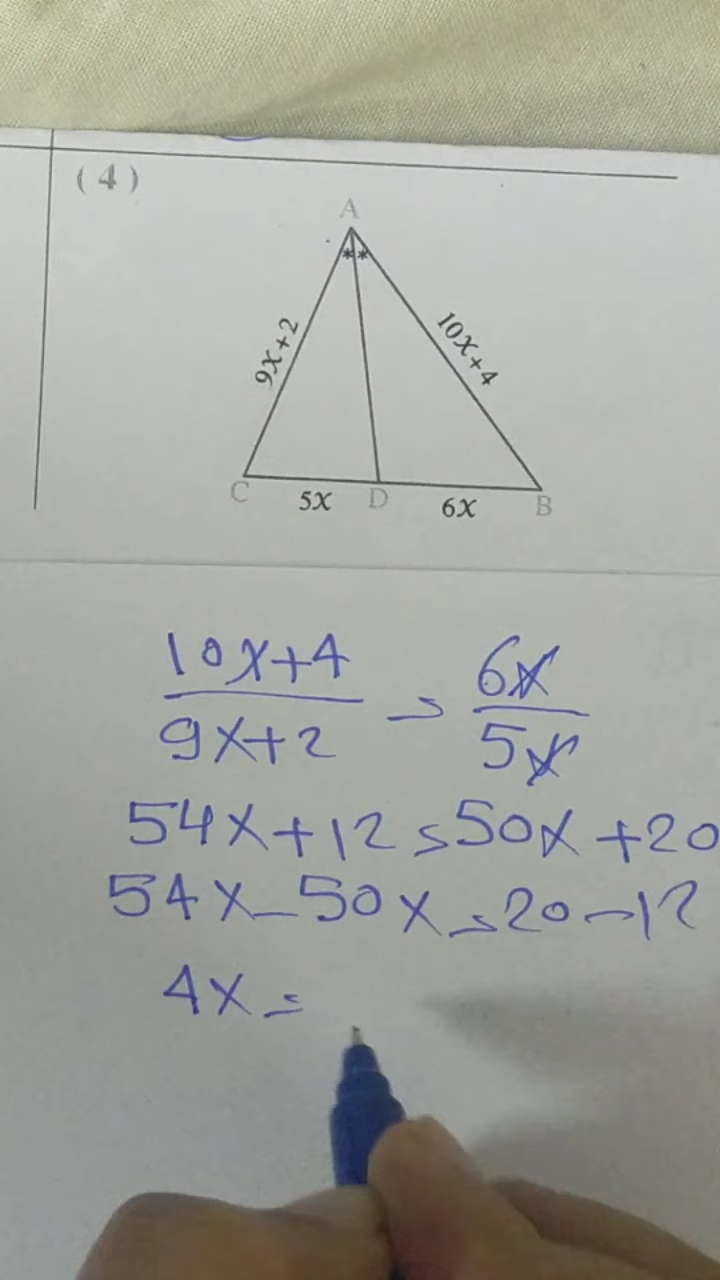 (4)
A
**
9X+2
10X+4
C
5X
D
6X
B
10X+4 = 6X
9X+2 5X
54X+12=50X+20
54X-50X=20-12
4X=